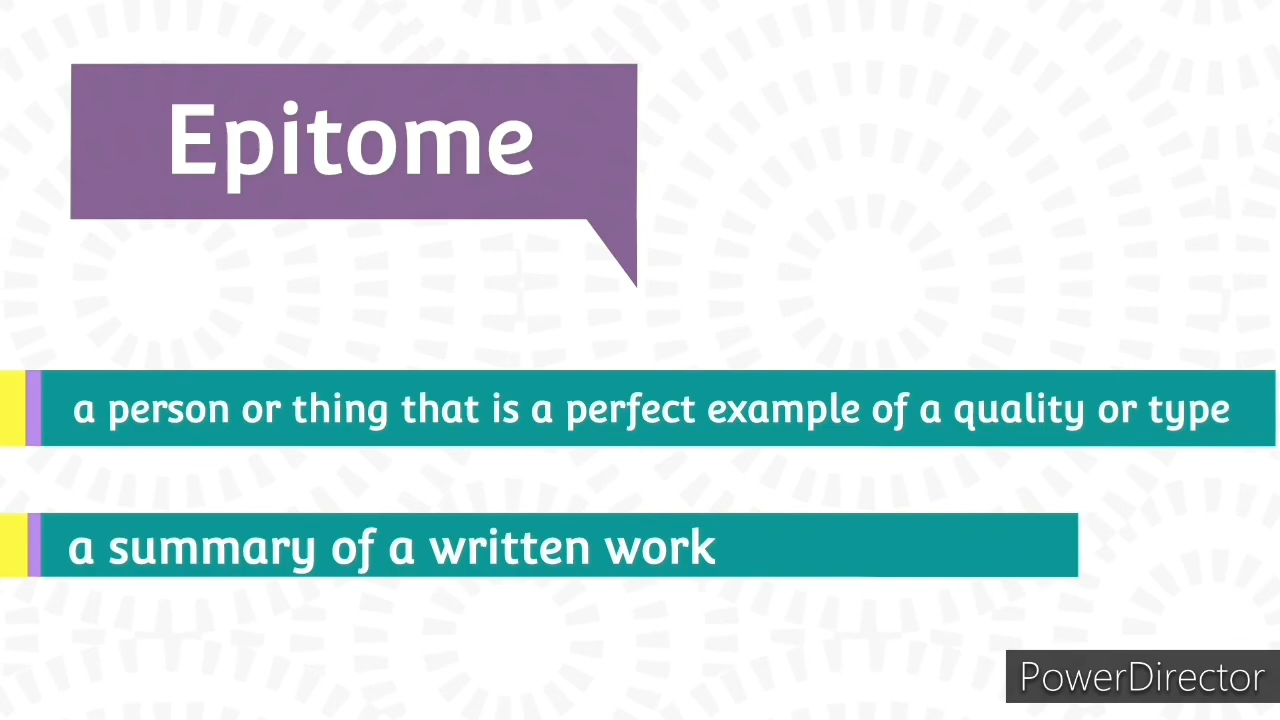 Epitome
a person or thing that is a perfect example of a quality or type
a summary of a written work
PowerDirector